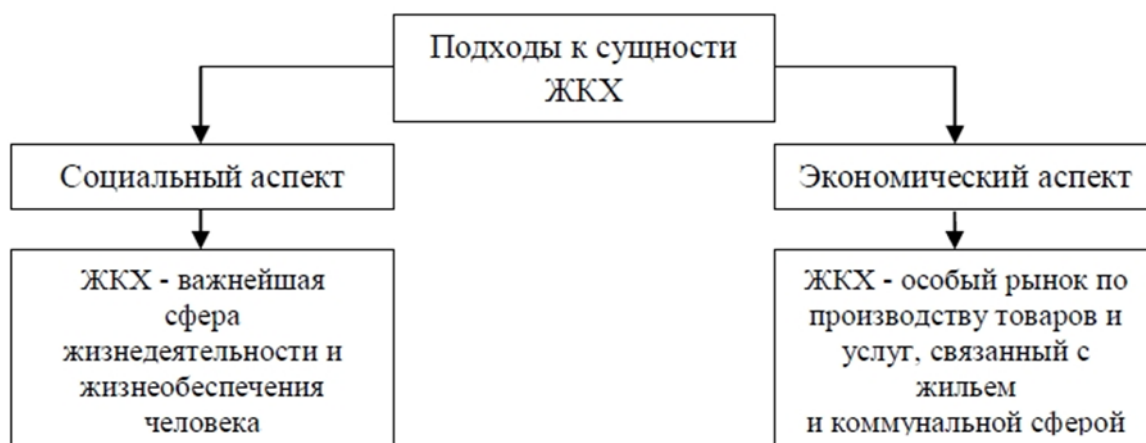 Подходы к сущности
ЖКХ
Социальный аспект
Экономический аспект
ЖКХ - важнейшая
сфера
жизнедеятельности и
жизнеобеспечения
человека
ЖКХ - особый рынок по
производству товаров и
услуг, связанный с
жильем
и коммунальной сферой